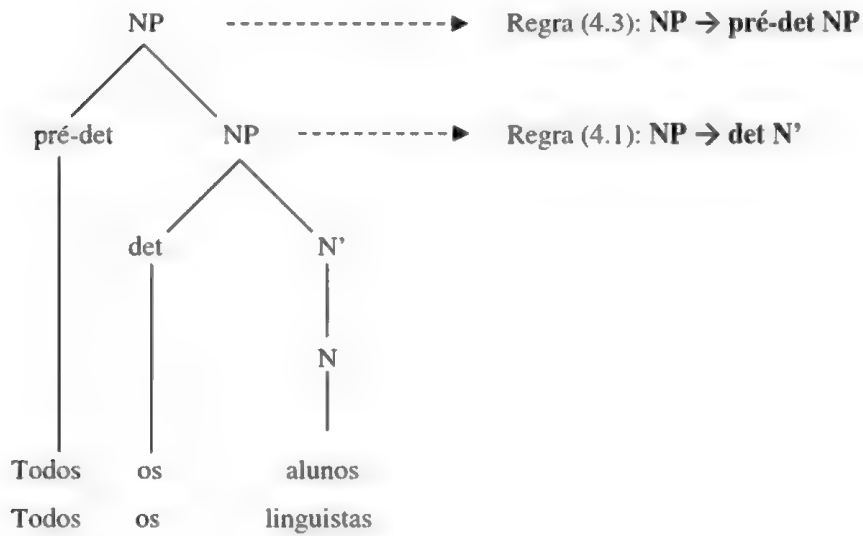 NP Regra (4.3): NP → pré-det NP
pré-det NP Regra (4.1): NP → det N’
det N’
N
Todos os alunos
Todos os linguistas